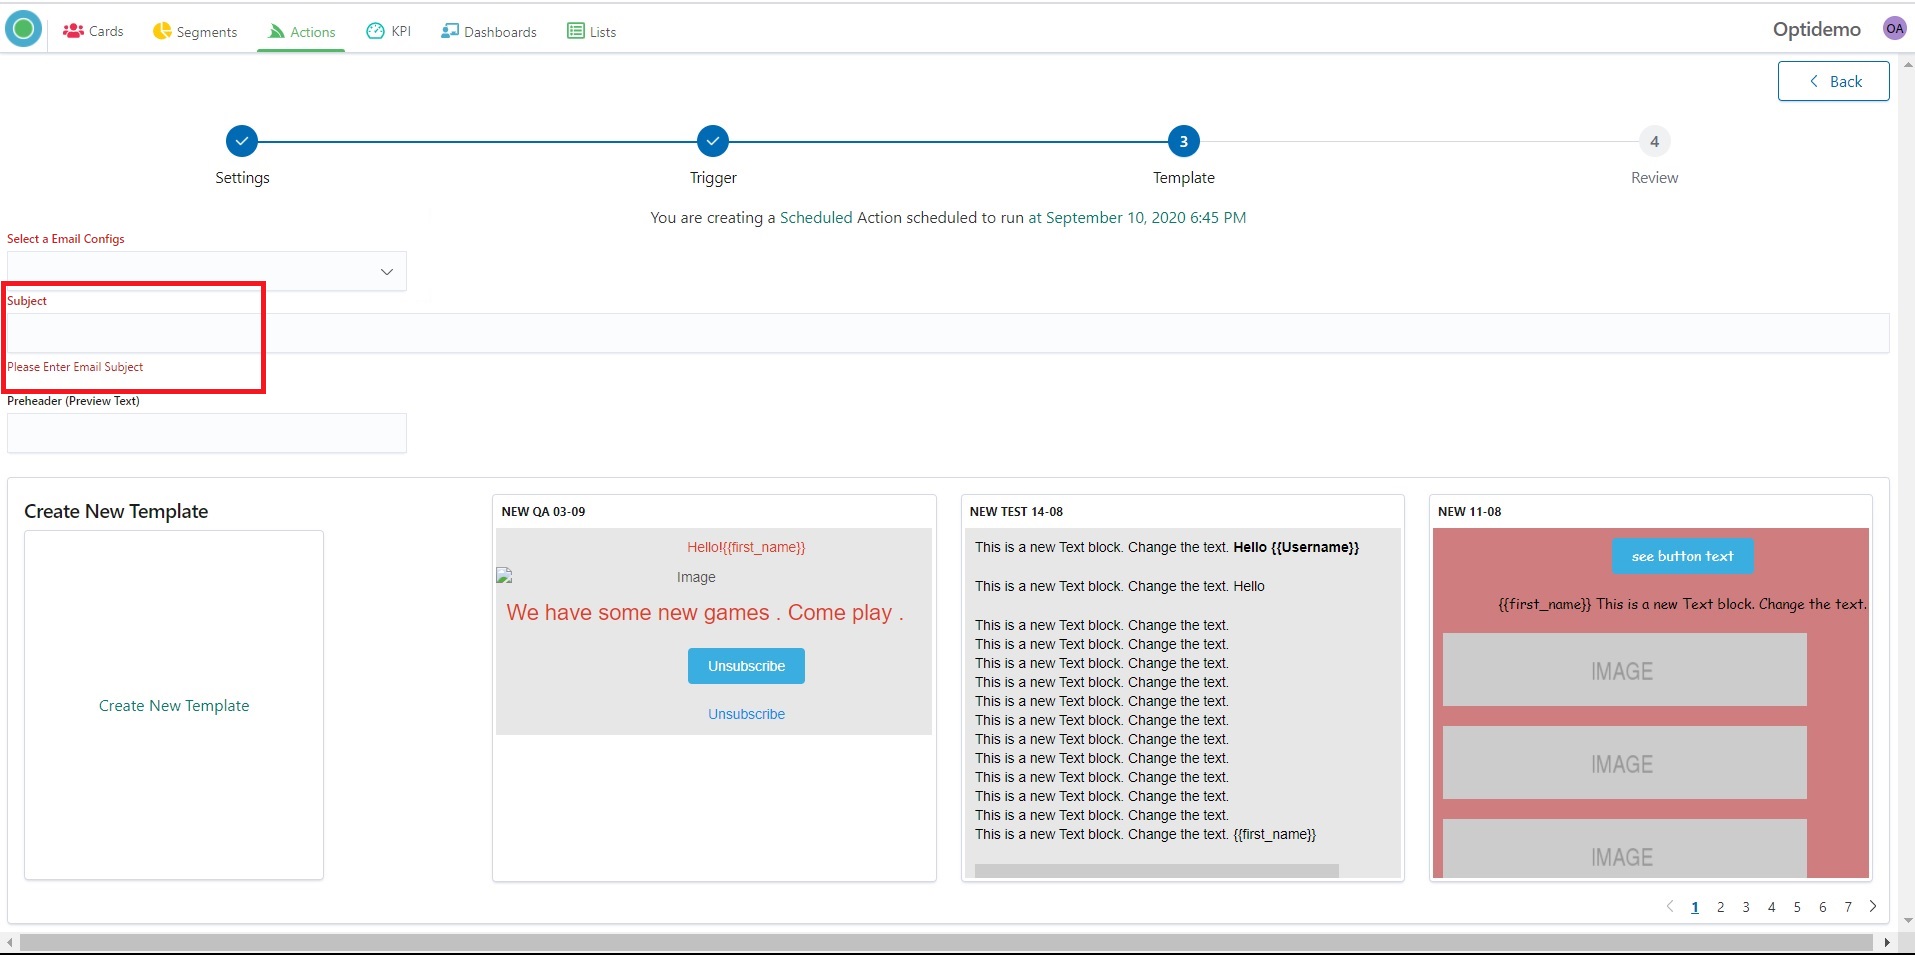 Cards Segments Actions KPI Dashboards Lists Optidemo OA
Back
3 4
Settings Trigger Template Review
You are creating a Scheduled Action scheduled to run at September 10, 2020 6:45 PM
Select a Email Configs
Subject
Please Enter Email Subject
Preheader (Preview Text)
Create New Template
Create New Template
NEW QA 03-09
Hello!{{first_name}}
Image
We have some new games . Come play .
Unsubscribe
Unsubscribe
NEW TEST 14-08
This is a new Text block. Change the text. Hello {{Username}}
This is a new Text block. Change the text. Hello
This is a new Text block. Change the text.
This is a new Text block. Change the text.
This is a new Text block. Change the text.
This is a new Text block. Change the text.
This is a new Text block. Change the text.
This is a new Text block. Change the text.
This is a new Text block. Change the text.
This is a new Text block. Change the text.
This is a new Text block. Change the text.
This is a new Text block. Change the text.
This is a new Text block. Change the text.
This is a new Text block. Change the text. {{first_name}}
NEW 11-08
see button text
{{first_name}} This is a new Text block. Change the text.
IMAGE
IMAGE
IMAGE
1 2 3 4 5 6 7